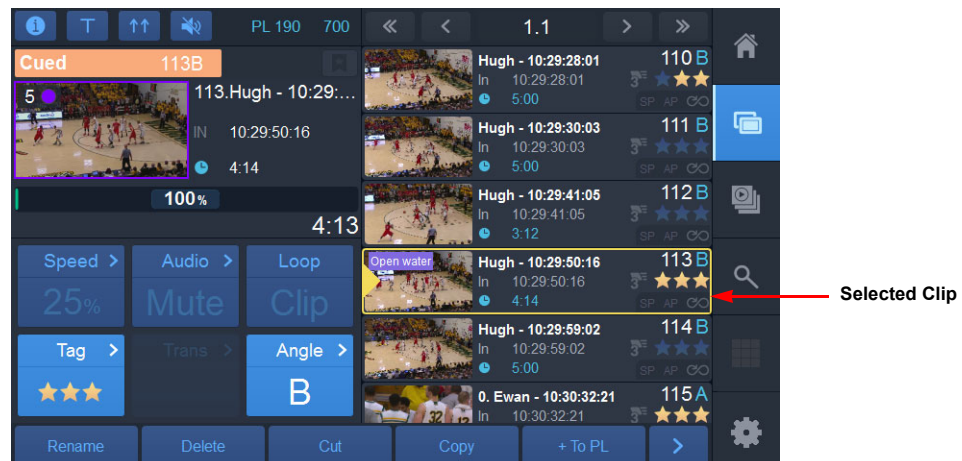 T PL 190 700 « < 1.1 > »
Cued 113B
5
113.Hugh - 10:29:...
IN 10:29:50:16
4:14
100%
4:13
Speed > Audio > Loop
25% Mute Clip
Tag > Trans > Angle >
B
Hugh - 10:29:28:01 110 B
In 10:29:28:01 3
5:00 SP AP
Hugh - 10:29:30:03 111 B
In 10:29:30:03 3
5:00 SP AP
Hugh - 10:29:41:05 112 B
In 10:29:41:05 3
3:12 SP AP
Open water
Hugh - 10:29:50:16 113 B
In 10:29:50:16 3
4:14 SP AP
Selected Clip
Hugh - 10:29:59:02 114 B
In 10:29:59:02 3
5:00 SP AP
0. Ewan - 10:30:32:21 115 A
In 10:30:32:21 3
Rename Delete Cut Copy + To PL >